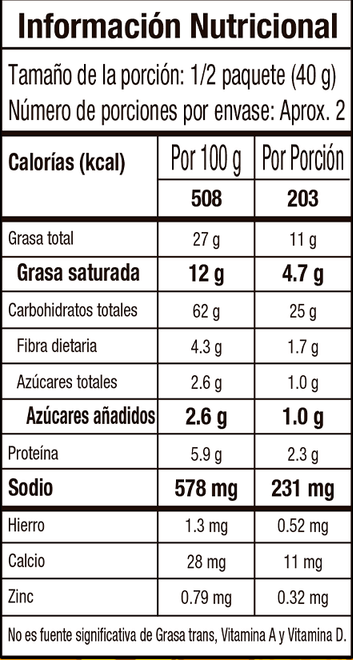 Información Nutricional
Tamaño de la porción: 1/2 paquete (40 g)
Número de porciones por envase: Aprox. 2
Calorías (kcal) Por 100 g Por Porción
508 203
Grasa total 27 g 11 g
Grasa saturada 12 g 4.7 g
Carbohidratos totales 62 g 25 g
Fibra dietaria 4.3 g 1.7 g
Azúcares totales 2.6 g 1.0 g
Azúcares añadidos 2.6 g 1.0 g
Proteína 5.9 g 2.3 g
Sodio 578 mg 231 mg
Hierro 1.3 mg 0.52 mg
Calcio 28 mg 11 mg
Zinc 0.79 mg 0.32 mg
No es fuente significativa de Grasa trans, Vitamina A y Vitamina D.